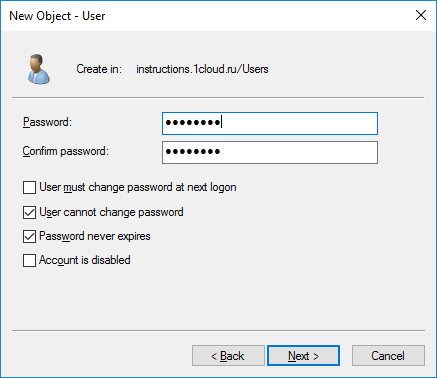 New Object - User
Create in: instructions.1cloud.ru/Users
Password: ●●●●●●●●
Confirm password: ●●●●●●●●
User must change password at next logon
User cannot change password
Password never expires
Account is disabled
< Back Next > Cancel